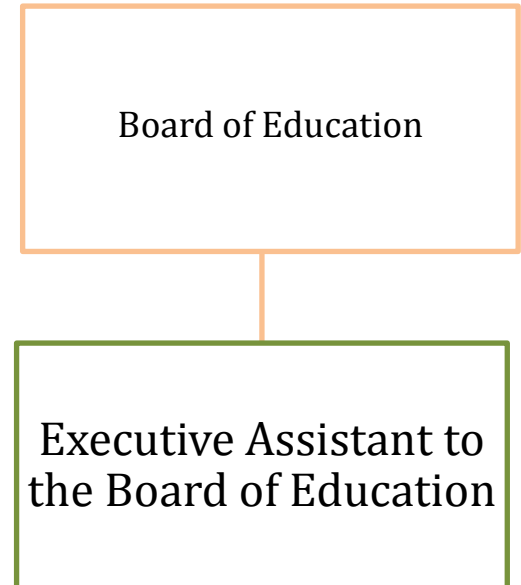 Board of Education
Executive Assistant to
the Board of Education